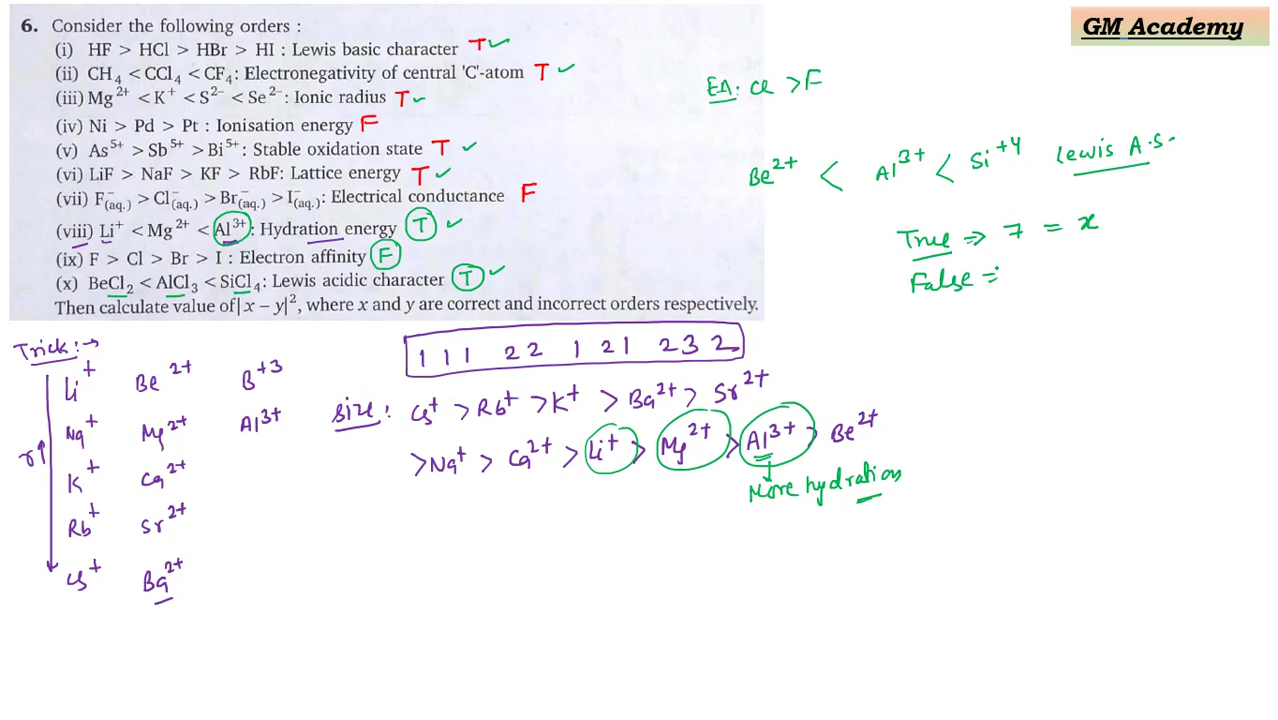 GM Academy
6. Consider the following orders :
(i) HF > HCl > HBr > HI : Lewis basic character T✓
(ii) CH₄ < CCl₄ < CF₄: Electronegativity of central 'C'-atom T ✓
(iii) Mg²⁺ < K⁺ < S²⁻ < Se²⁻: Ionic radius T✓
(iv) Ni > Pd > Pt : Ionisation energy F
(v) As⁵⁺ > Sb⁵⁺ > Bi⁵⁺: Stable oxidation state T ✓
(vi) LiF > NaF > KF > RbF: Lattice energy T✓
(vii) F⁻(aq.) > Cl⁻(aq.) > Br⁻(aq.) > I⁻(aq.): Electrical conductance F
(viii) Li⁺ < Mg²⁺ < Al³⁺: Hydration energy T ✓
(ix) F > Cl > Br > I : Electron affinity F
(x) BeCl₂ < AlCl₃ < SiCl₄: Lewis acidic character T ✓
Then calculate value of |x − y|², where x and y are correct and incorrect orders respectively.
EA: Cl > F
Be²⁺ < Al³⁺ < Si⁺⁴ Lewis A.S.
True ⇒ 7 = x
False =
Trick:→
1 1 1 2 2 1 2 1 2 3 2
Li⁺ Be²⁺ B⁺³
Na⁺ Mg²⁺ Al³⁺
r↑
K⁺ Ca²⁺
Rb⁺ Sr²⁺
Cs⁺ Ba²⁺
Size: Cs⁺ > Rb⁺ > K⁺ > Ba²⁺ > Sr²⁺
> Na⁺ > Ca²⁺ > Li⁺ > Mg²⁺ > Al³⁺ > Be²⁺
More hydration